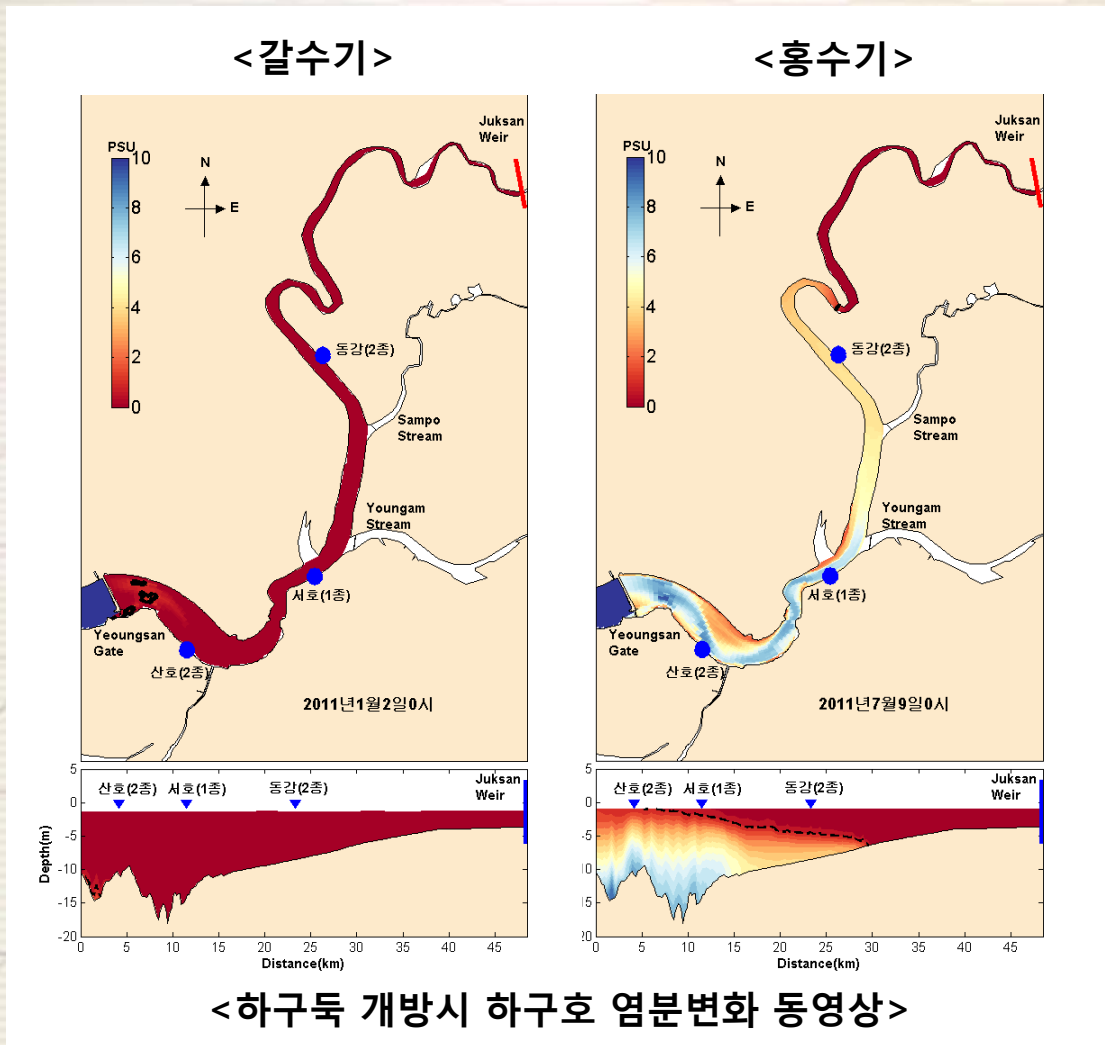 <갈수기>
PSU
10
8
6
4
2
0
N
E
Juksan
Weir
동강(2종)
Sampo
Stream
Youngam
Stream
서호(1종)
Yeoungsan
Gate
산호(2종)
2011년1월2일0시
5
0
-5
-10
-15
-20
Depth(m)
산호(2종)
서호(1종)
동강(2종)
Juksan
Weir
0 5 10 15 20 25 30 35 40 45
Distance(km)
<홍수기>
PSU
10
8
6
4
2
0
N
E
Juksan
Weir
동강(2종)
Sampo
Stream
Youngam
Stream
서호(1종)
Yeoungsan
Gate
산호(2종)
2011년7월9일0시
5
0
-5
산호(2종)
서호(1종)
동강(2종)
Juksan
Weir
0 5 10 15 20 25 30 35 40 45
Distance(km)
<하구둑 개방시 하구호 염분변화 동영상>